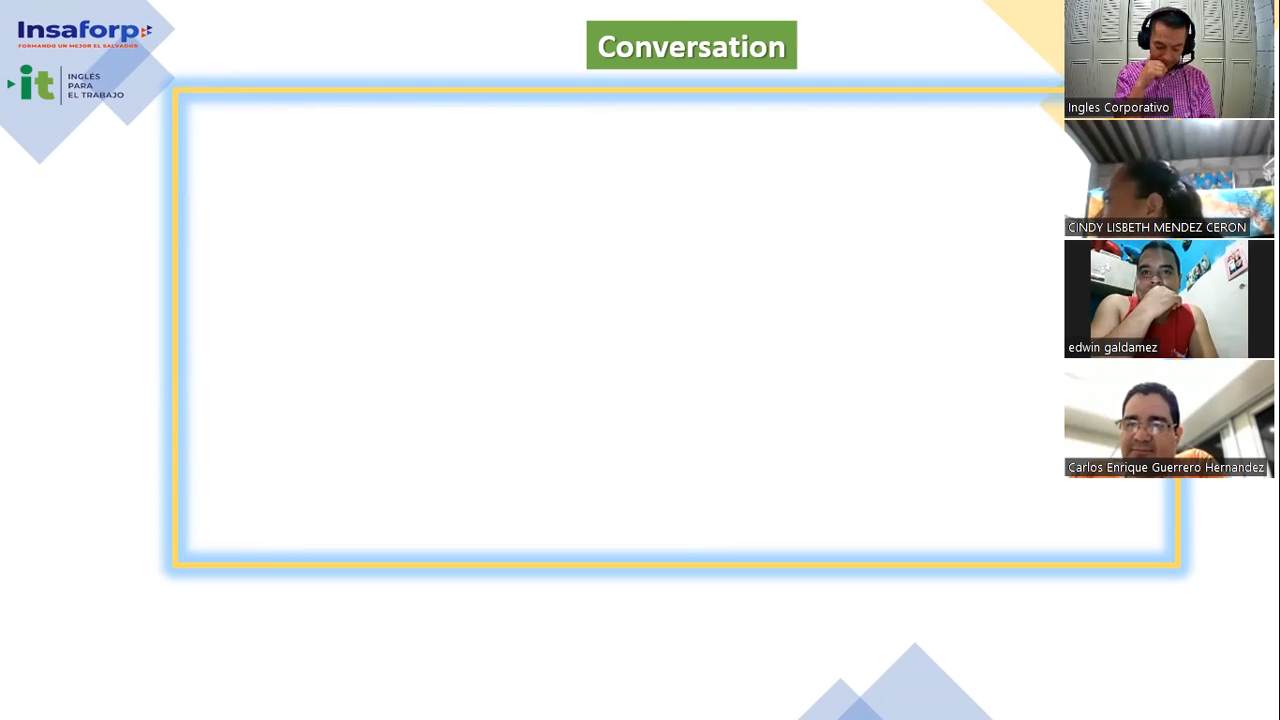 Insaforp
FORMANDO UN MEJOR EL SALVADOR
it
INGLÉS
PARA
EL TRABAJO
Conversation
Ingles Corporativo
CINDY LISBETH MENDEZ CERON
edwin galdamez
Carlos Enrique Guerrero Hernandez